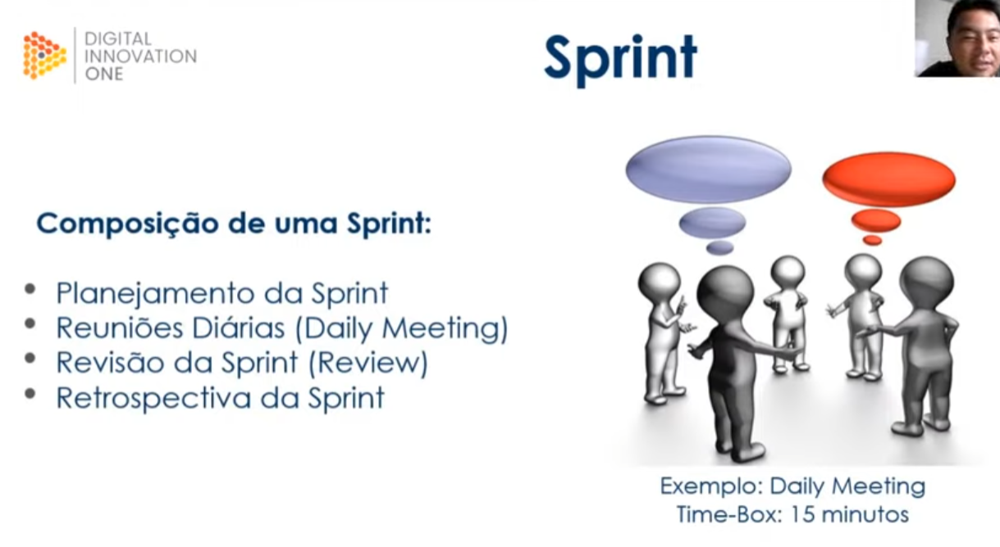 DIGITAL
INNOVATION
ONE
Sprint
Composição de uma Sprint:
• Planejamento da Sprint
• Reuniões Diárias (Daily Meeting)
• Revisão da Sprint (Review)
• Retrospectiva da Sprint
Exemplo: Daily Meeting
Time-Box: 15 minutos